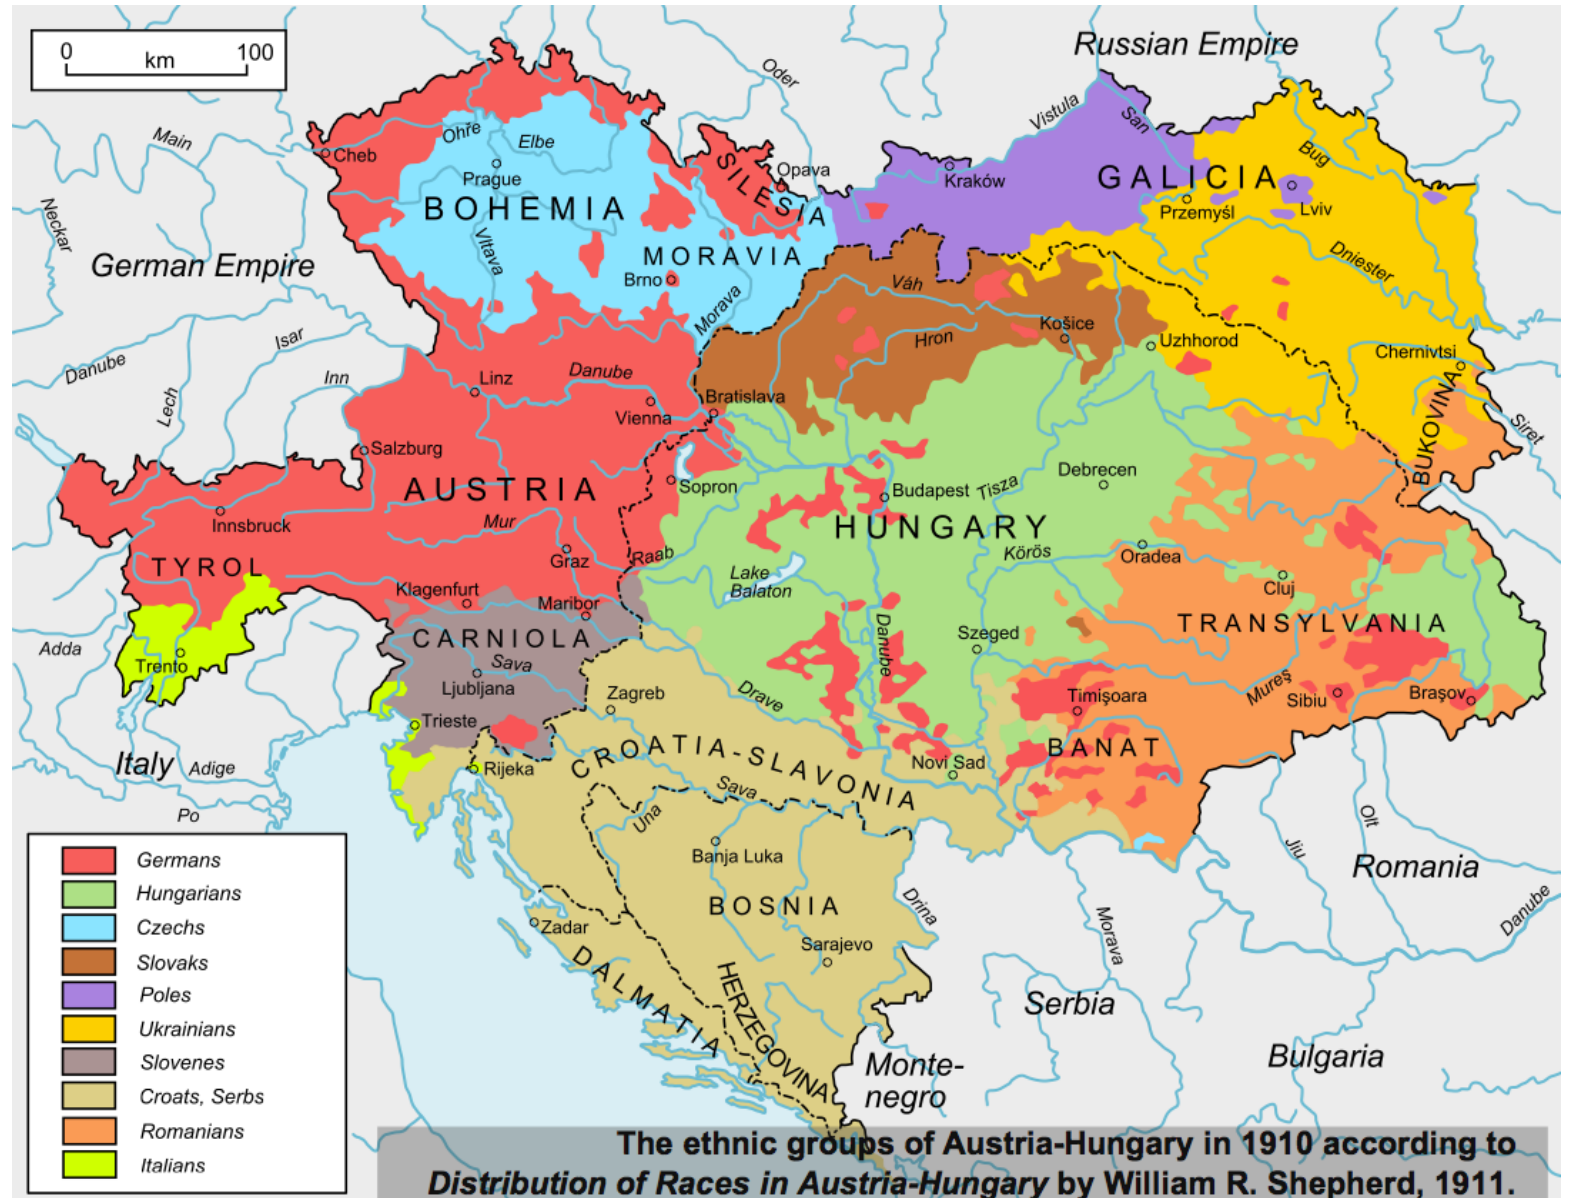 0
100
km
Russian Empire
Oder
Vistula
San
Main
Ohře
Elbe
Cheb
Prague
SILESIA
Opava
Kraków
GALICIA
Bug
BOHEMIA
Przemyśl
Lviv
Neckar
Vltava
MORAVIA
German Empire
Brno
Morava
Váh
Dniester
Isar
Hron
Košice
Uzhhorod
Chernivtsi
Danube
Inn
Linz
Danube
Lech
Vienna
Bratislava
BUKOVINA
Siret
Salzburg
AUSTRIA
Sopron
Budapest
Tisza
Debrecen
Innsbruck
Mur
HUNGARY
Graz
Raab
Körös
Oradea
TYROL
Lake
Balaton
Cluj
Klagenfurt
Maribor
TRANSYLVANIA
CARNIOLA
Danube
Szeged
Adda
Trento
Sava
Ljubljana
Zagreb
Drave
Timişoara
Mureş
Sibiu
Braşov
Trieste
Italy
Adige
Rijeka
CROATIA-SLAVONIA
Novi Sad
BANAT
Po
Una
Sava
Olt
Jiu
Banja Luka
Romania
Germans
Hungarians
Czechs
Slovaks
Poles
Ukrainians
Slovenes
Croats, Serbs
Romanians
Italians
BOSNIA
Drina
Morava
Danube
Zadar
Sarajevo
DALMATIA
HERZEGOVINA
Serbia
Monte-
negro
Bulgaria
The ethnic groups of Austria-Hungary in 1910 according to
Distribution of Races in Austria-Hungary by William R. Shepherd, 1911.